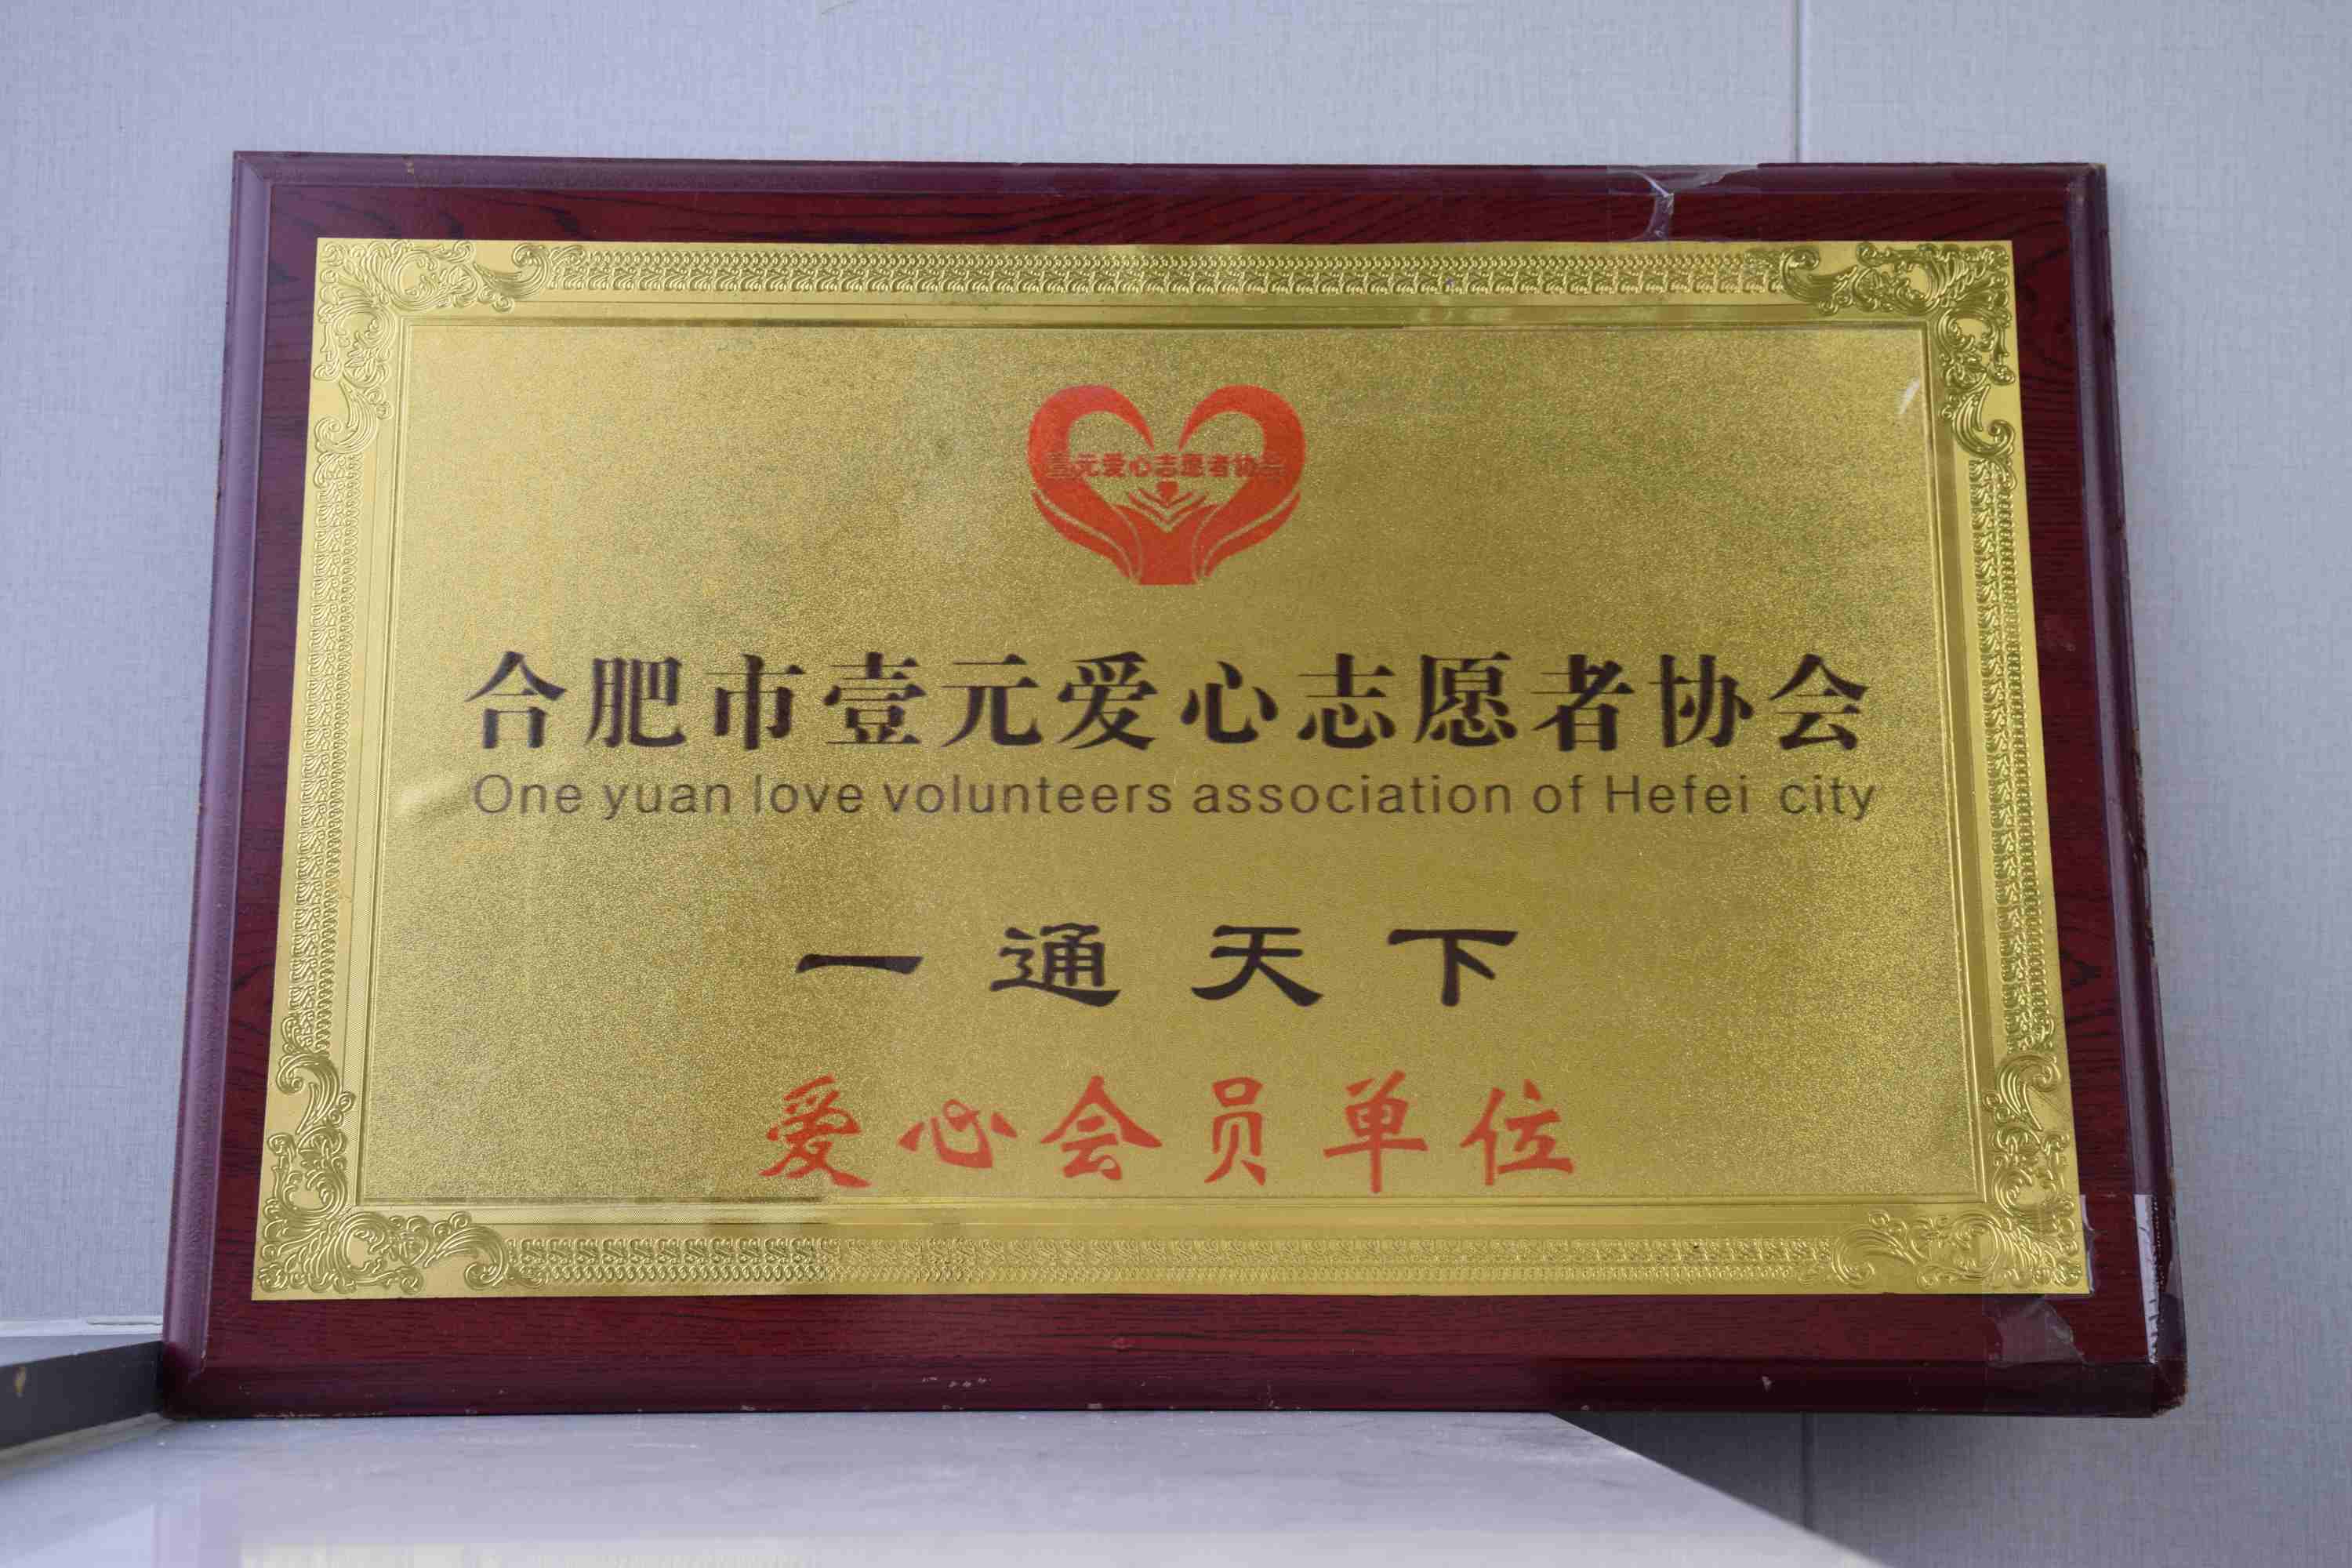 壹元爱心志愿者协会
合肥市壹元爱心志愿者协会
One yuan love volunteers association of Hefei city
一通天下
爱心会员单位